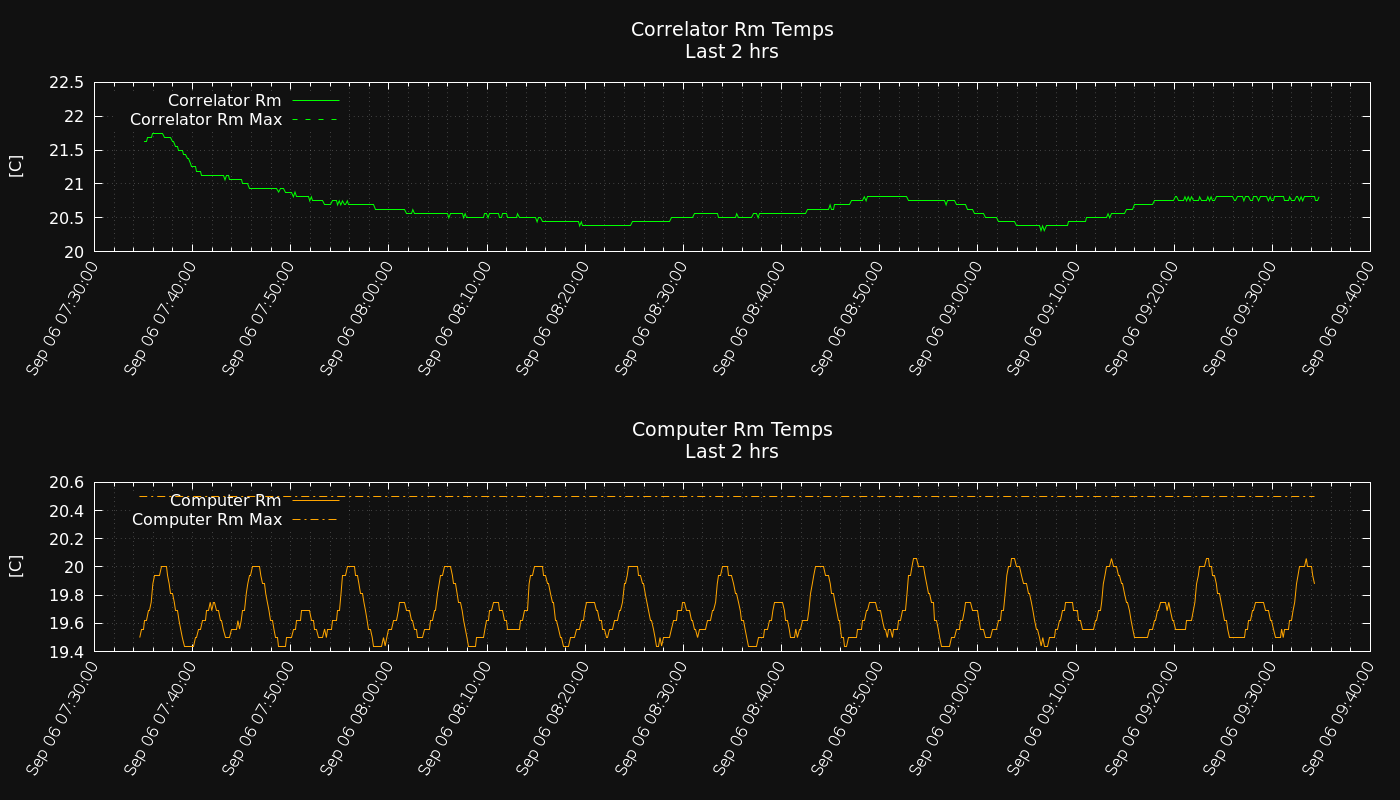 Correlator Rm Temps
Last 2 hrs
22.5
22
21.5
21
20.5
20
[C]
Correlator Rm
Correlator Rm Max
Sep 06 07:30:00
Sep 06 07:40:00
Sep 06 07:50:00
Sep 06 08:00:00
Sep 06 08:10:00
Sep 06 08:20:00
Sep 06 08:30:00
Sep 06 08:40:00
Sep 06 08:50:00
Sep 06 09:00:00
Sep 06 09:10:00
Sep 06 09:20:00
Sep 06 09:30:00
Sep 06 09:40:00
Computer Rm Temps
Last 2 hrs
20.6
20.4
20.2
20
19.8
19.6
19.4
[C]
Computer Rm
Computer Rm Max
Sep 06 07:30:00
Sep 06 07:40:00
Sep 06 07:50:00
Sep 06 08:00:00
Sep 06 08:10:00
Sep 06 08:20:00
Sep 06 08:30:00
Sep 06 08:40:00
Sep 06 08:50:00
Sep 06 09:00:00
Sep 06 09:10:00
Sep 06 09:20:00
Sep 06 09:30:00
Sep 06 09:40:00